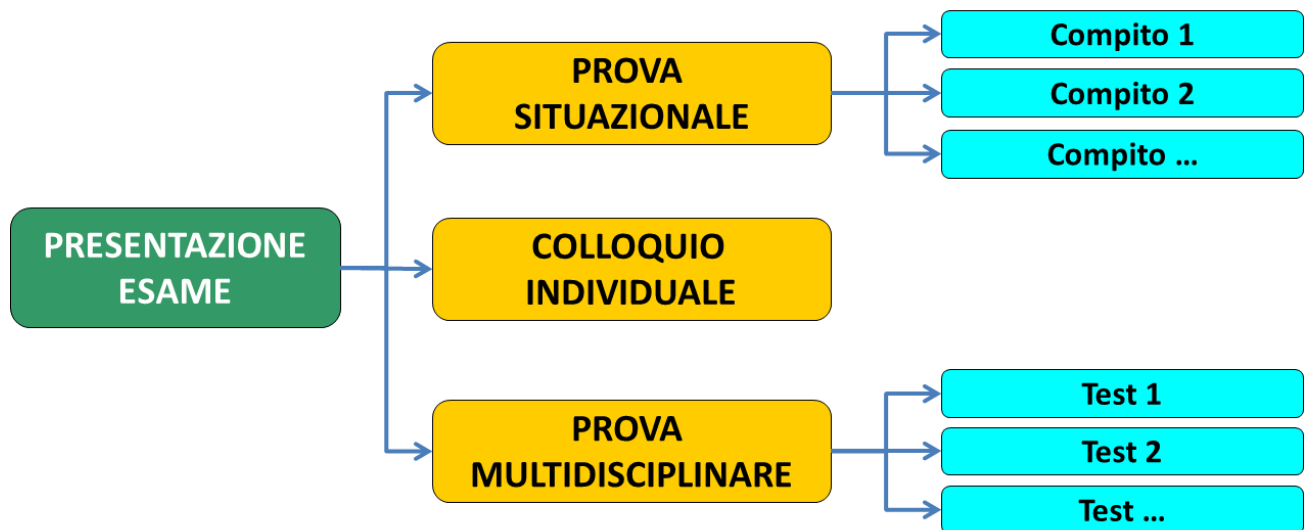 PRESENTAZIONE
ESAME
PROVA
SITUAZIONALE
Compito 1
Compito 2
Compito ...
COLLOQUIO
INDIVIDUALE
PROVA
MULTIDISCIPLINARE
Test 1
Test 2
Test ...